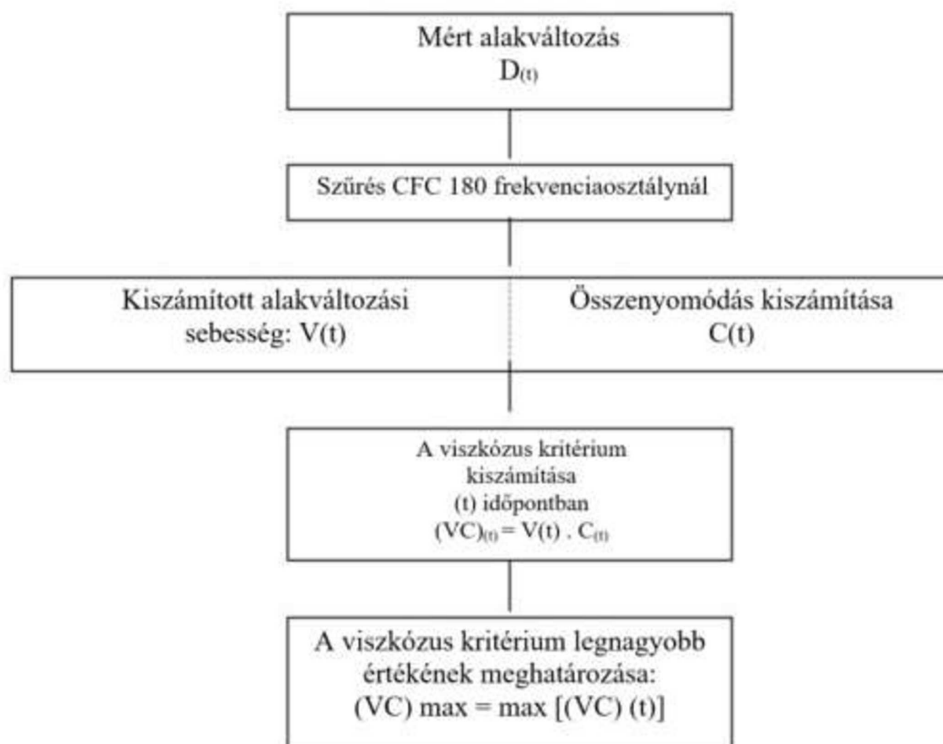 Mért alakváltozás
D(t)
Szűrés CFC 180 frekvenciaosztálynál
Kiszámított alakváltozási
sebesség: V(t)
Összenyomódás kiszámítása
C(t)
A viszkózus kritérium
kiszámítása
(t) időpontban
(VC)(t) = V(t) . C(t)
A viszkózus kritérium legnagyobb
értékének meghatározása:
(VC) max = max [(VC) (t)]